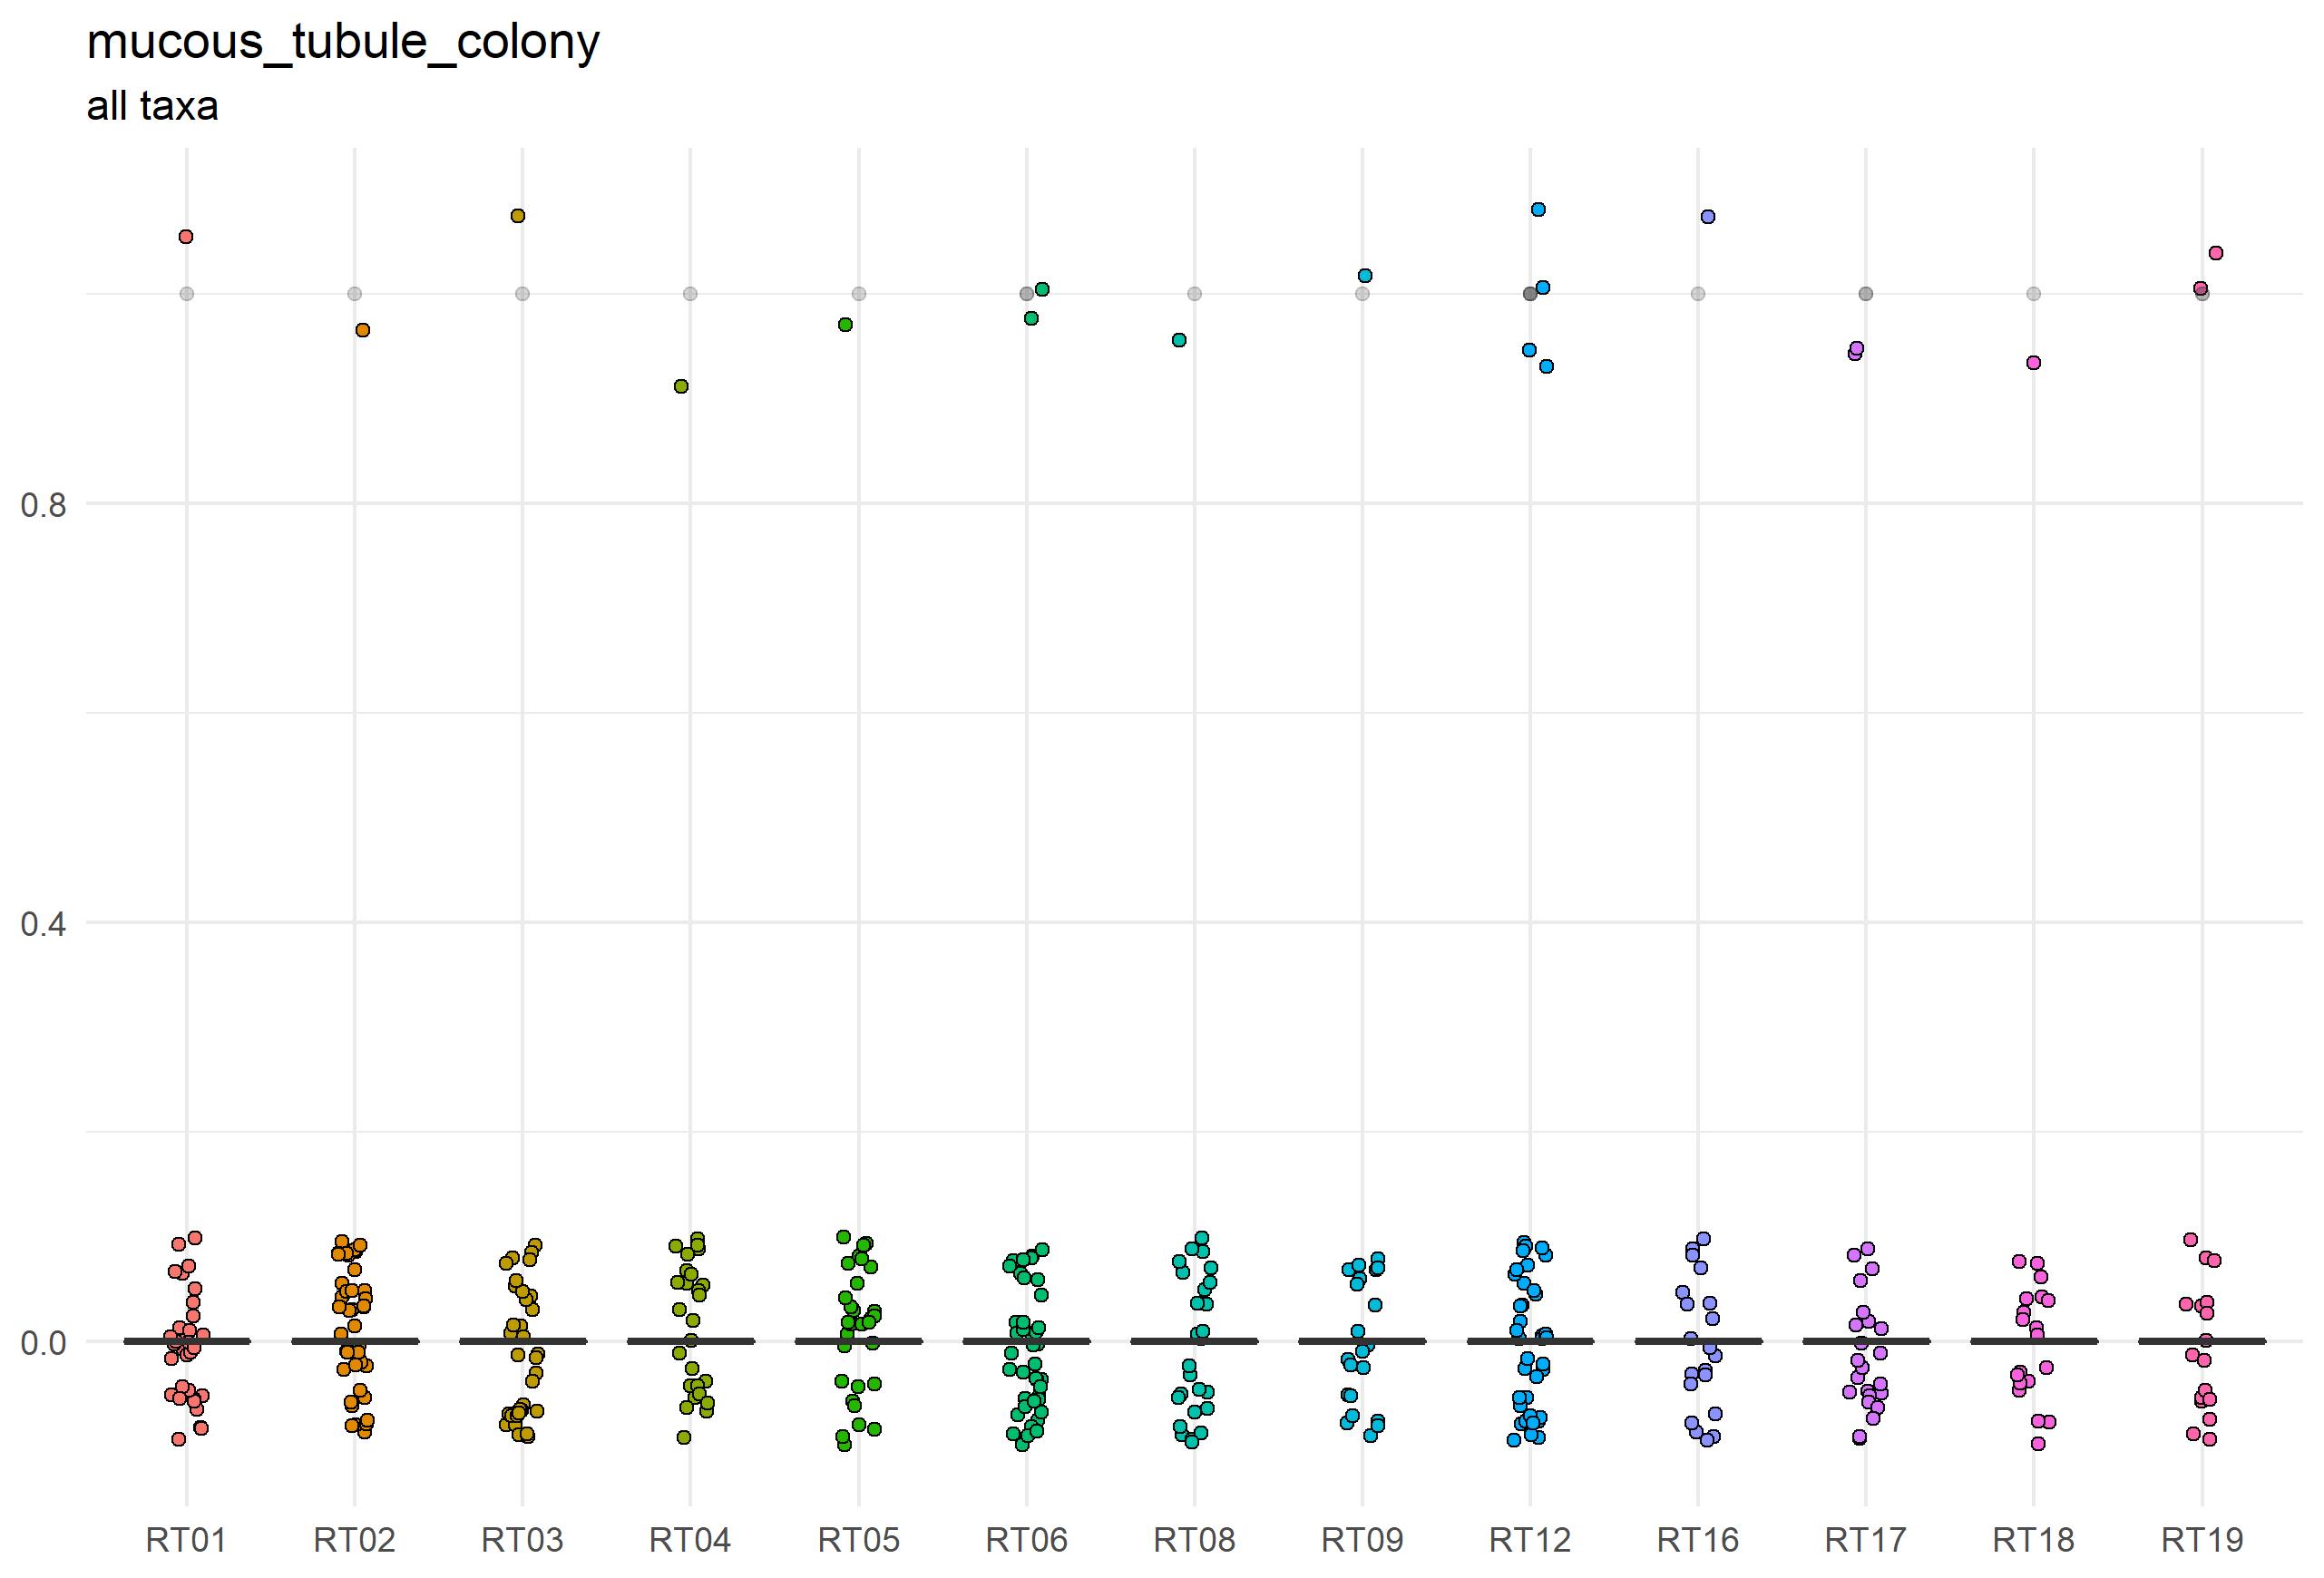 mucous_tubule_colony
all taxa
0.8
0.4
0.0
RT01 RT02 RT03 RT04 RT05 RT06 RT08 RT09 RT12 RT16 RT17 RT18 RT19